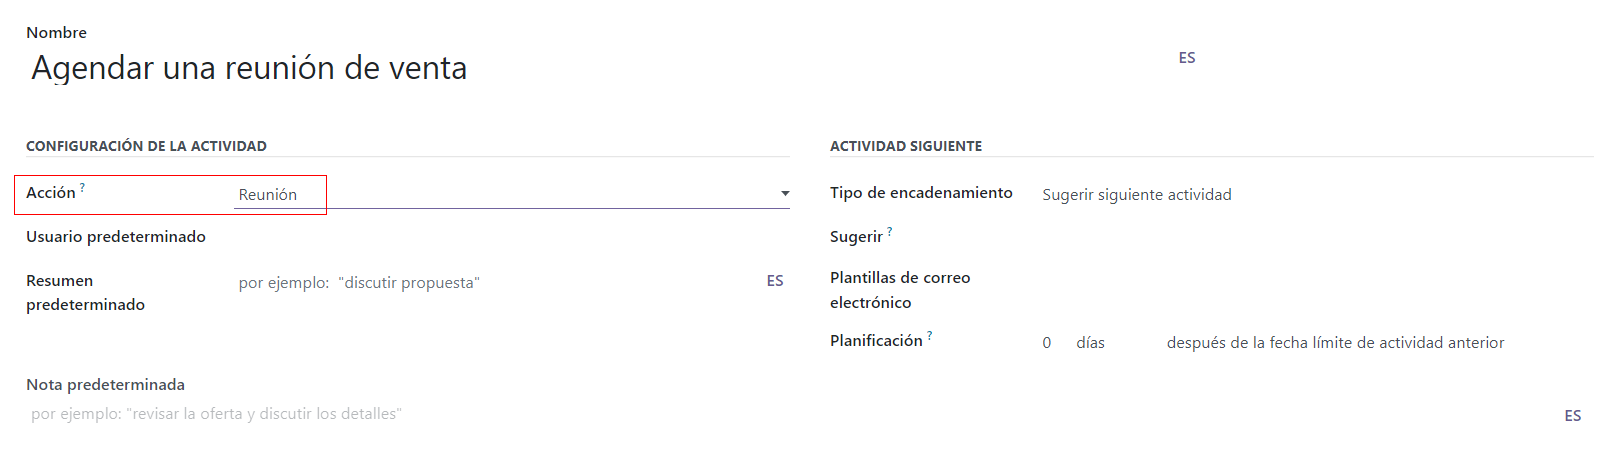 Nombre
Agendar una reunión de venta
ES
CONFIGURACIÓN DE LA ACTIVIDAD
Acción ?
Reunión
Usuario predeterminado
Resumen
predeterminado
por ejemplo: "discutir propuesta"
ES
ACTIVIDAD SIGUIENTE
Tipo de encadenamiento
Sugerir siguiente actividad
Sugerir ?
Plantillas de correo
electrónico
Planificación ?
0 días después de la fecha límite de actividad anterior
Nota predeterminada
por ejemplo: "revisar la oferta y discutir los detalles"
ES